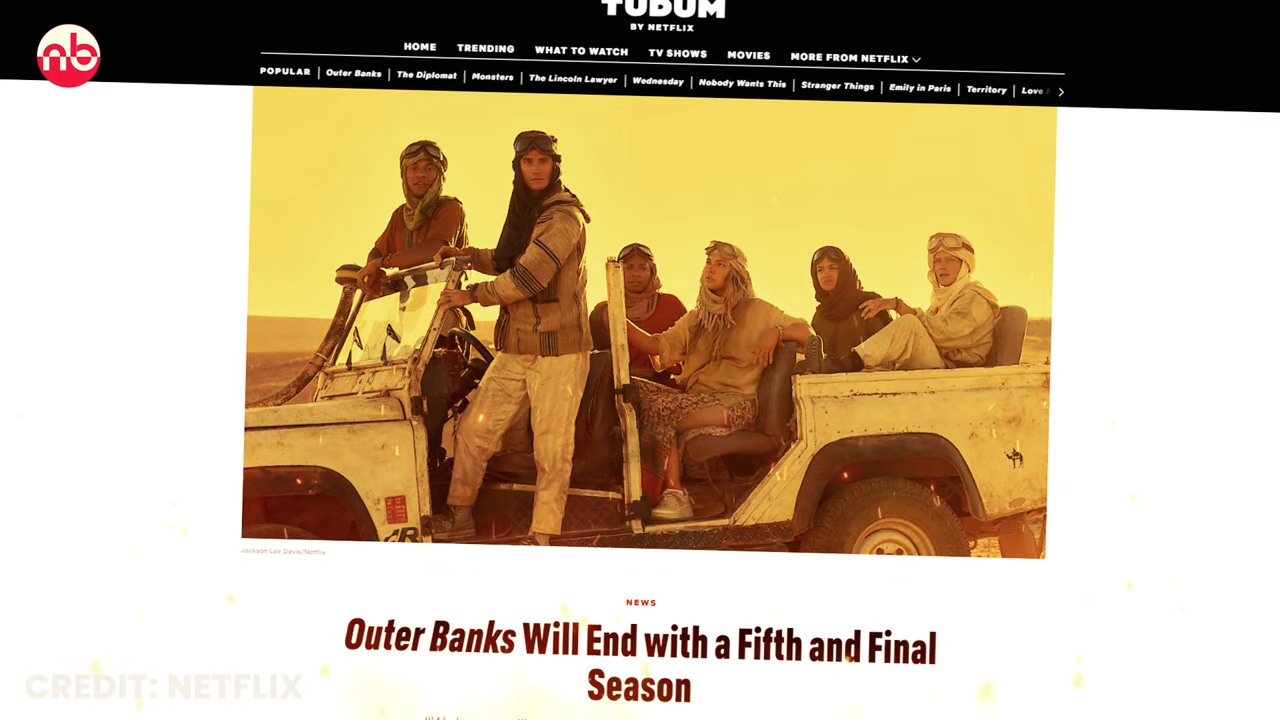 TUDUM
BY NETFLIX
nb
HOME TRENDING WHAT TO WATCH TV SHOWS MOVIES MORE FROM NETFLIX
POPULAR Outer Banks The Diplomat Monsters The Lincoln Lawyer Wednesday Nobody Wants This Stranger Things Emily in Paris Territory Love
Jackson Lee Davis/Netflix
NEWS
Outer Banks Will End with a Fifth and Final
Season
CREDIT: NETFLIX